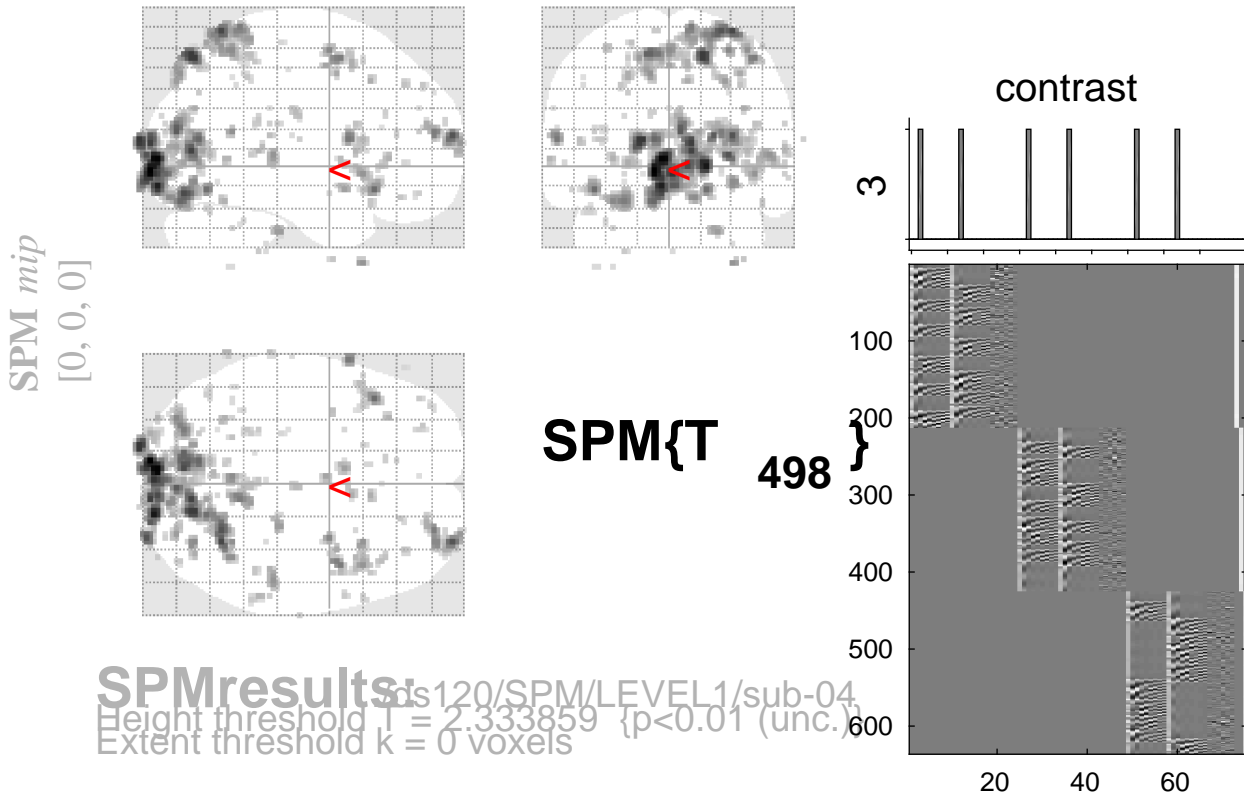 SPM mip
[0, 0, 0]
<
<
<
SPM{T498}
contrast
3
100
200
300
400
500
600
20 40 60
SPMresults: /ds120/SPM/LEVEL1/sub-04
Height threshold T = 2.333859 {p<0.01 (unc.)}
Extent threshold k = 0 voxels